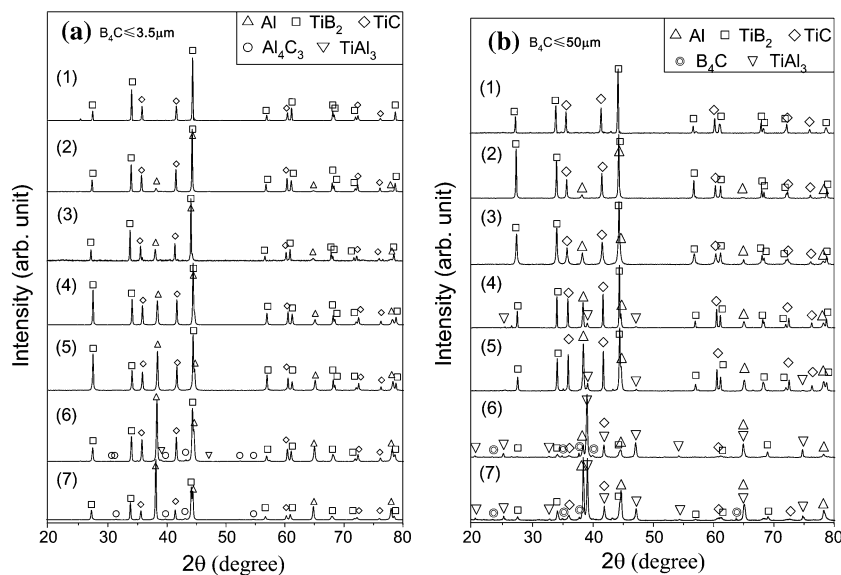 (a) B₄C≤3.5μm
Al TiB₂ TiC
Al₄C₃ TiAl₃
(1)
(2)
(3)
(4)
(5)
(6)
(7)
20 30 40 50 60 70 80
2θ (degree)
Intensity (arb. unit)
(b) B₄C≤50μm
Al TiB₂ TiC
B₄C TiAl₃
(1)
(2)
(3)
(4)
(5)
(6)
(7)
20 30 40 50 60 70 80
2θ (degree)
Intensity (arb. unit)